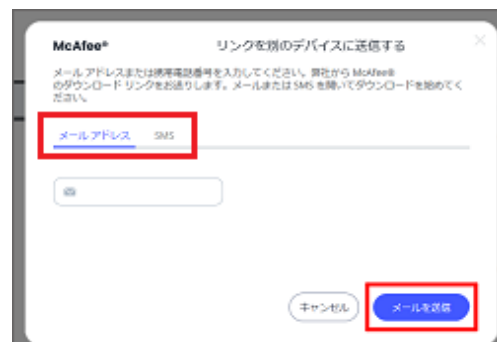 McAfee®
リンクを別のデバイスに送信する
メール アドレスまたは携帯電話番号を入力してください。弊社から McAfee®
のダウンロード リンクをお送りします。メールまたは SMS を開いてダウンロードを始めてく
ださい。
メール アドレス SMS
キャンセル メールを送信